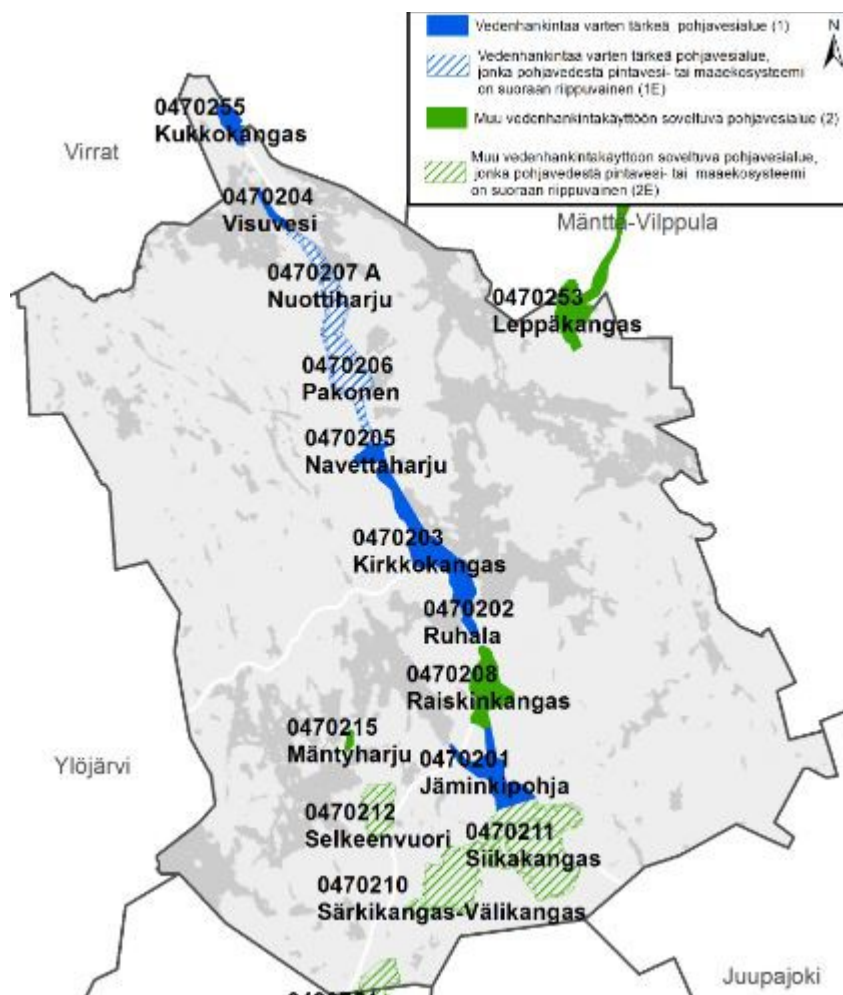 Vedenhankintaa varten tärkeä pohjavesialue (1)
Vedenhankintaa varten tärkeä pohjavesialue,
jonka pohjavedestä pintavesi- tai maaekosysteemi
on suoraan riippuvainen (1E)
Muu vedenhankintakäyttöön soveltuva pohjavesialue (2)
Muu vedenhankintakäyttöön soveltuva pohjavesialue,
jonka pohjavedestä pintavesi- tai maaekosysteemi
on suoraan riippuvainen (2E)
N
0470255
Kukkokangas
Virrat
0470204
Visuvesi
Mänttä-Vilppula
0470207 A
Nuottiharju
0470253
Leppäkangas
0470206
Pakonen
0470205
Navettaharju
0470203
Kirkkokangas
0470202
Ruhala
0470208
Raiskinkangas
0470215
Mäntyharju
Ylöjärvi
0470201
Jäminkipohja
0470212
Selkeenvuori
0470211
Siikakangas
0470210
Särkikangas-Välikangas
Juupajoki